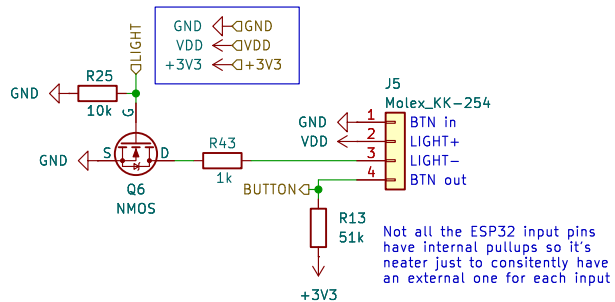 GND GND
VDD VDD
+3V3 +3V3
LIGHT
R25
GND
10k
G
J5
Molex_KK-254
GND 1 BTN in
VDD 2 LIGHT+
3 LIGHT-
4 BTN out
R43
1k
GND S D
Q6
NMOS
BUTTON
R13
51k
+3V3
Not all the ESP32 input pins
have internal pullups so it's
neater just to consitently have
an external one for each input